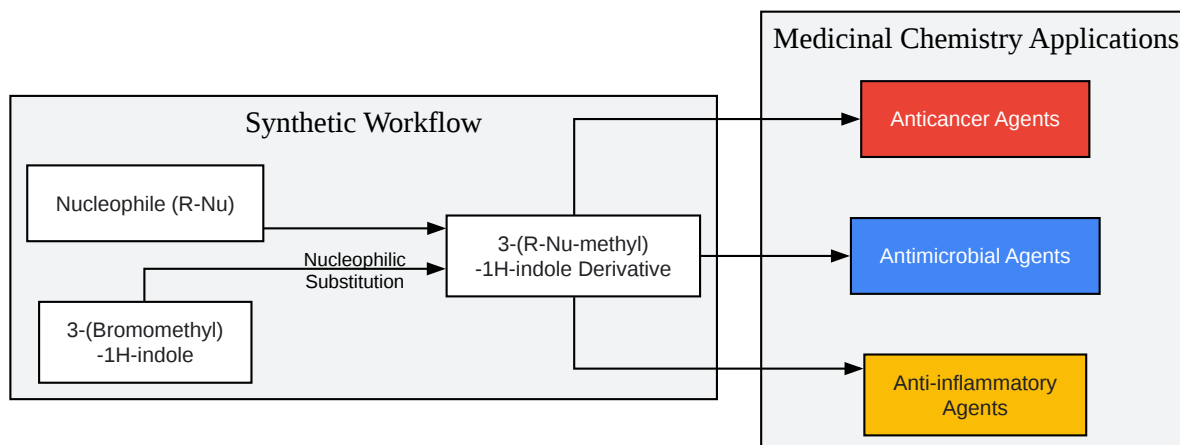 Medicinal Chemistry Applications
Synthetic Workflow
Anticancer Agents
Nucleophile (R-Nu)
3-(R-Nu-methyl)
-1H-indole Derivative
Antimicrobial Agents
Nucleophilic
Substitution
3-(Bromomethyl)
-1H-indole
Anti-inflammatory
Agents